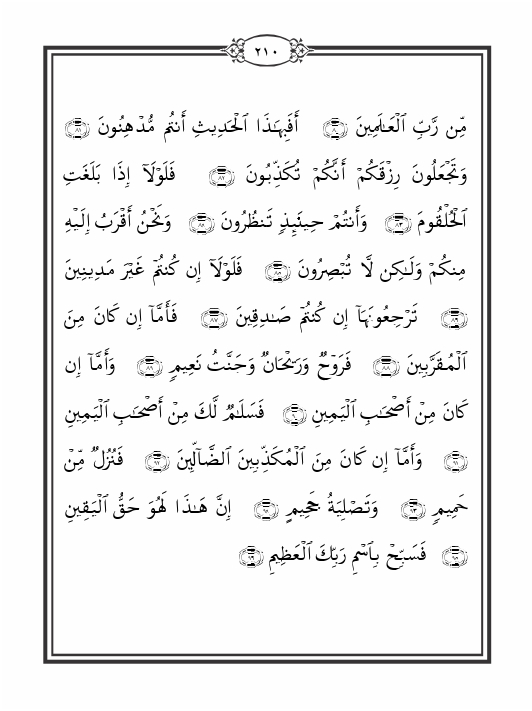 ٢١٠
مِّن رَّبِّ ٱلْعَـٰلَمِينَ ﴿٨٠﴾ أَفَبِهَـٰذَا ٱلْحَدِيثِ أَنتُم مُّدْهِنُونَ ﴿٨١﴾
وَتَجْعَلُونَ رِزْقَكُمْ أَنَّكُمْ تُكَذِّبُونَ ﴿٨٢﴾ فَلَوْلَآ إِذَا بَلَغَتِ
ٱلْحُلْقُومَ ﴿٨٣﴾ وَأَنتُمْ حِينَئِذٍ تَنظُرُونَ ﴿٨٤﴾ وَنَحْنُ أَقْرَبُ إِلَيْهِ
مِنكُمْ وَلَـٰكِن لَّا تُبْصِرُونَ ﴿٨٥﴾ فَلَوْلَآ إِن كُنتُمْ غَيْرَ مَدِينِينَ
﴿٨٦﴾ تَرْجِعُونَهَآ إِن كُنتُمْ صَـٰدِقِينَ ﴿٨٧﴾ فَأَمَّآ إِن كَانَ مِنَ
ٱلْمُقَرَّبِينَ ﴿٨٨﴾ فَرَوْحٌ وَرَيْحَانٌ وَجَنَّتُ نَعِيمٍ ﴿٨٩﴾ وَأَمَّآ إِن
كَانَ مِنْ أَصْحَـٰبِ ٱلْيَمِينِ ﴿٩٠﴾ فَسَلَـٰمٌ لَّكَ مِنْ أَصْحَـٰبِ ٱلْيَمِينِ
﴿٩١﴾ وَأَمَّآ إِن كَانَ مِنَ ٱلْمُكَذِّبِينَ ٱلضَّآلِّينَ ﴿٩٢﴾ فَنُزُلٌ مِّنْ
حَمِيمٍ ﴿٩٣﴾ وَتَصْلِيَةُ جَحِيمٍ ﴿٩٤﴾ إِنَّ هَـٰذَا لَهُوَ حَقُّ ٱلْيَقِينِ
﴿٩٥﴾ فَسَبِّحْ بِٱسْمِ رَبِّكَ ٱلْعَظِيمِ ﴿٩٦﴾